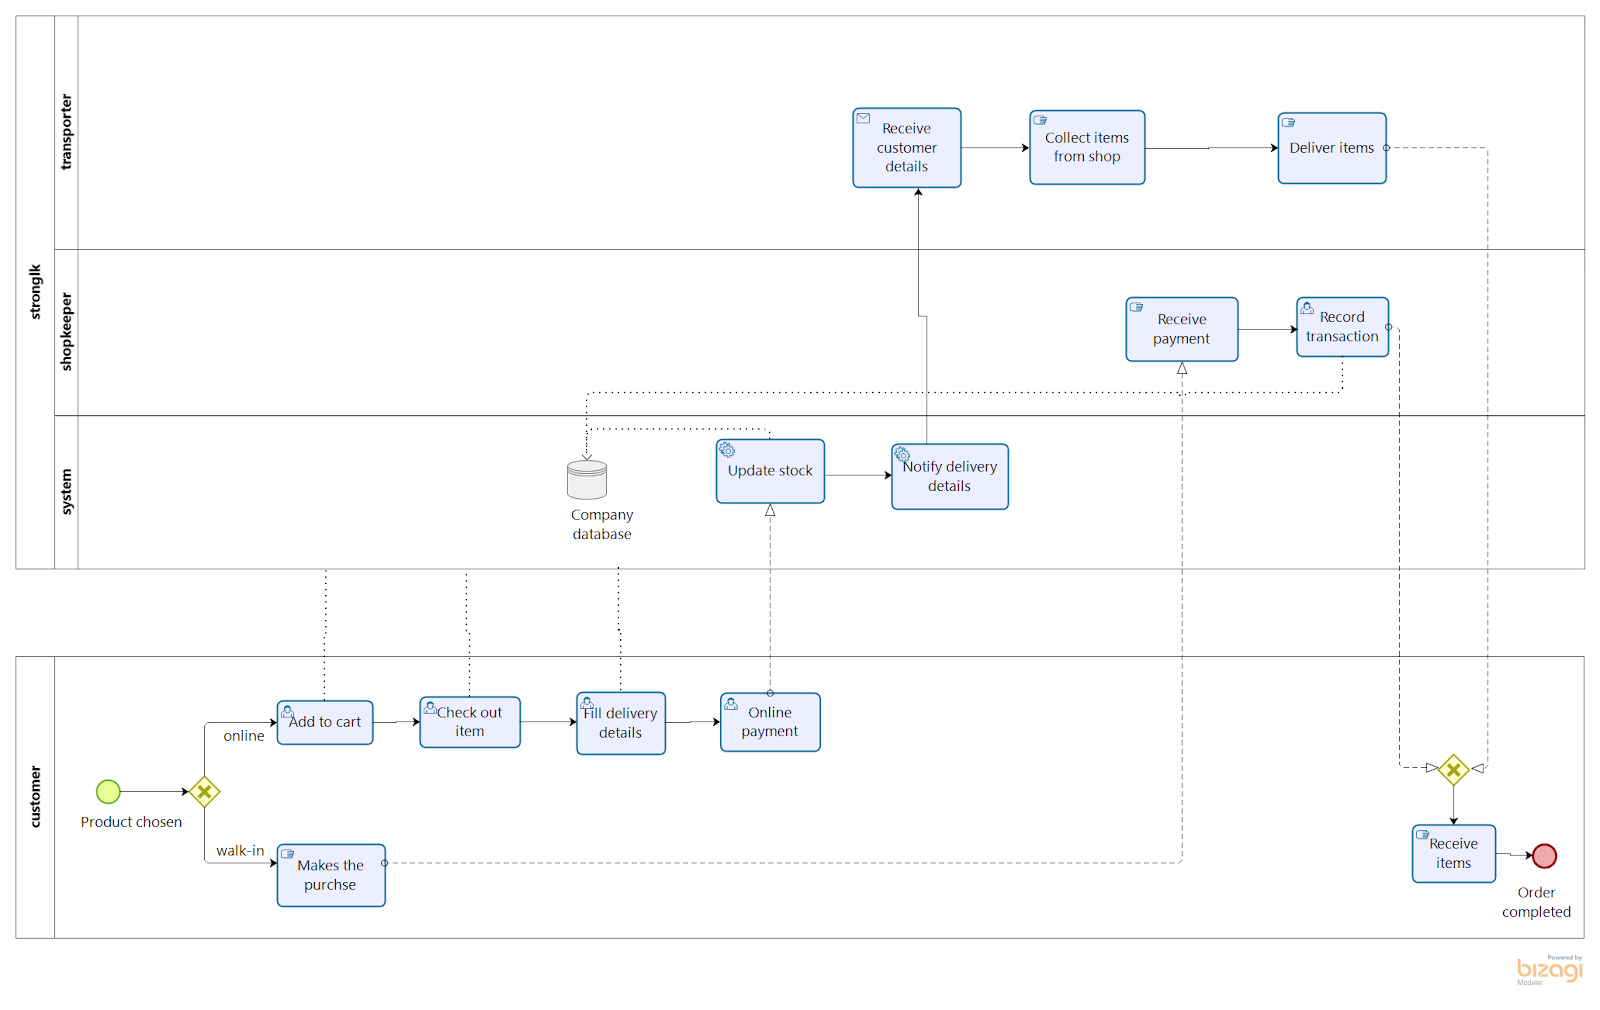 stronglk
transporter
Receive
customer
details
Collect items
from shop
Deliver items
shopkeeper
Receive
payment
Record
transaction
system
Company
database
Update stock
Notify delivery
details
customer
Product chosen
online
Add to cart
Check out
item
Fill delivery
details
Online
payment
walk-in
Makes the
purchse
Receive
items
Order
completed
Powered by
bizagi
Modeler